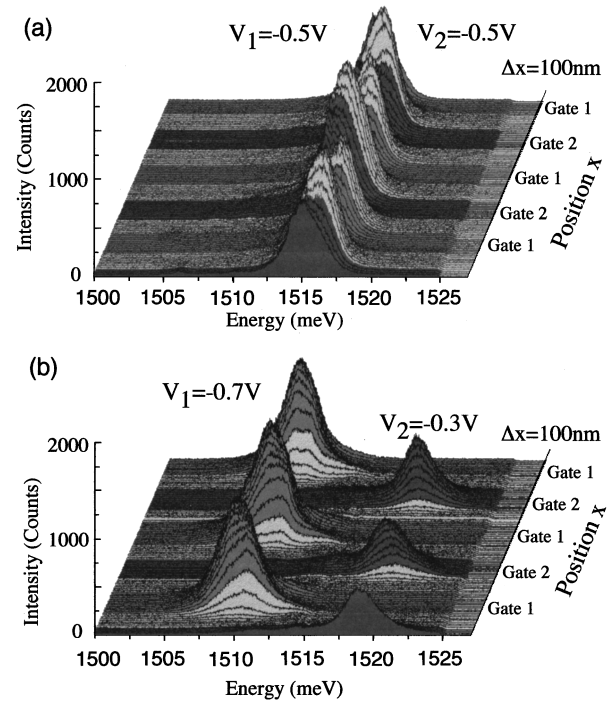 (a)
V1=-0.5V V2=-0.5V
Δx=100nm
2000
1000
0
Intensity (Counts)
Gate 1
Gate 2
Gate 1
Gate 2
Gate 1
Position x
1500 1505 1510 1515 1520 1525
Energy (meV)
(b)
V1=-0.7V V2=-0.3V
Δx=100nm
2000
1000
0
Intensity (Counts)
Gate 1
Gate 2
Gate 1
Gate 2
Gate 1
Position x
1500 1505 1510 1515 1520 1525
Energy (meV)